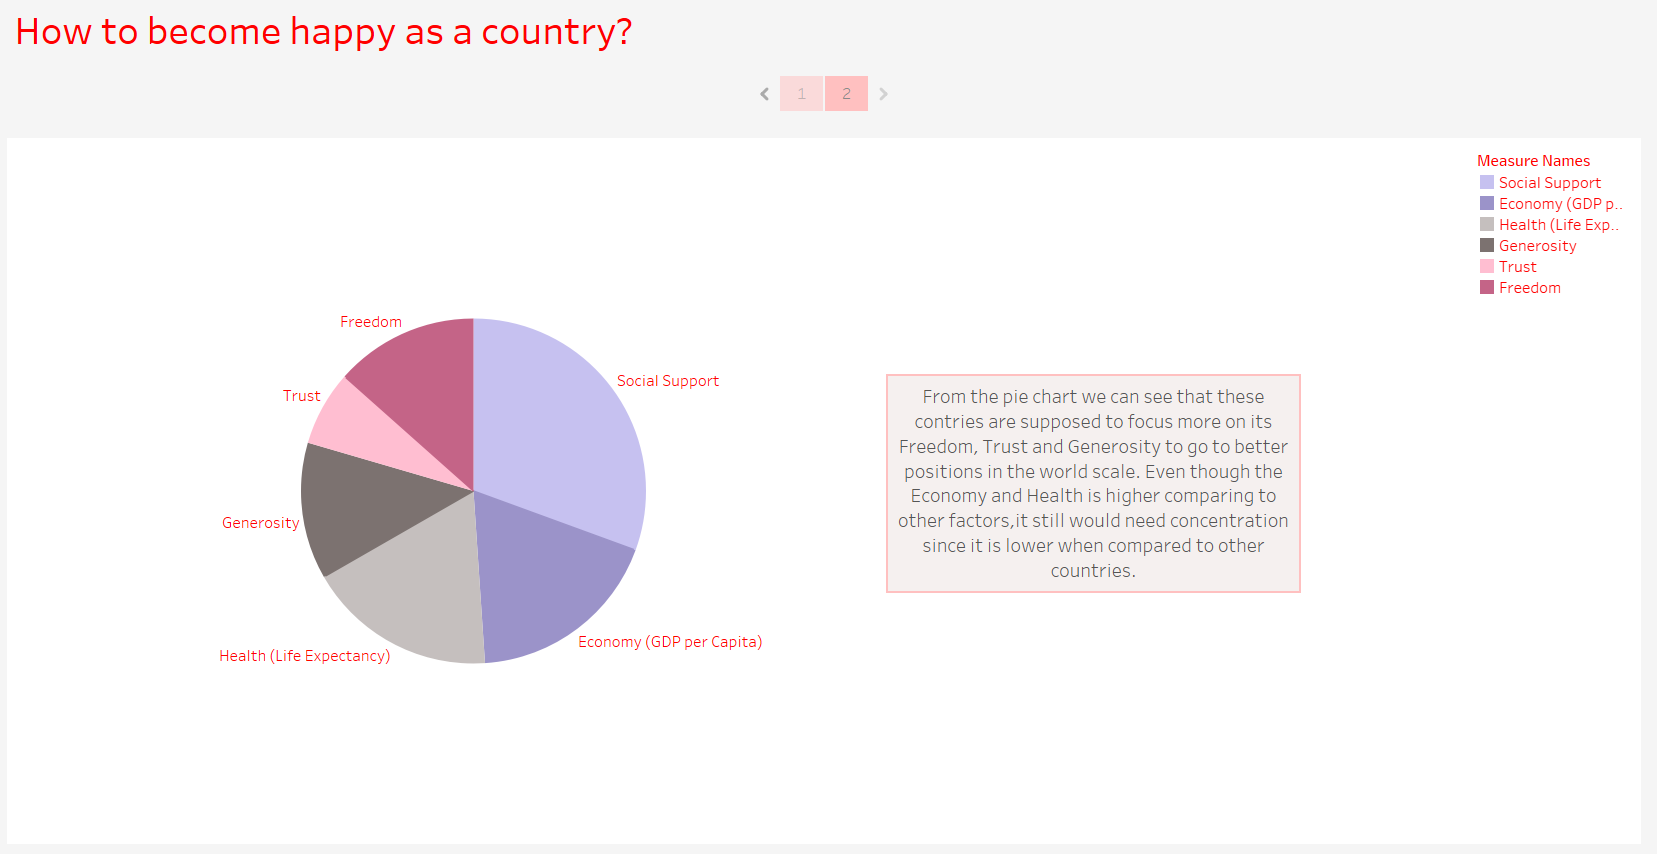 How to become happy as a country?
1
2
Measure Names
Social Support
Economy (GDP p..
Health (Life Exp..
Generosity
Trust
Freedom
Freedom
Social Support
Trust
Generosity
Economy (GDP per Capita)
Health (Life Expectancy)
From the pie chart we can see that these
contries are supposed to focus more on its
Freedom, Trust and Generosity to go to better
positions in the world scale. Even though the
Economy and Health is higher comparing to
other factors,it still would need concentration
since it is lower when compared to other
countries.